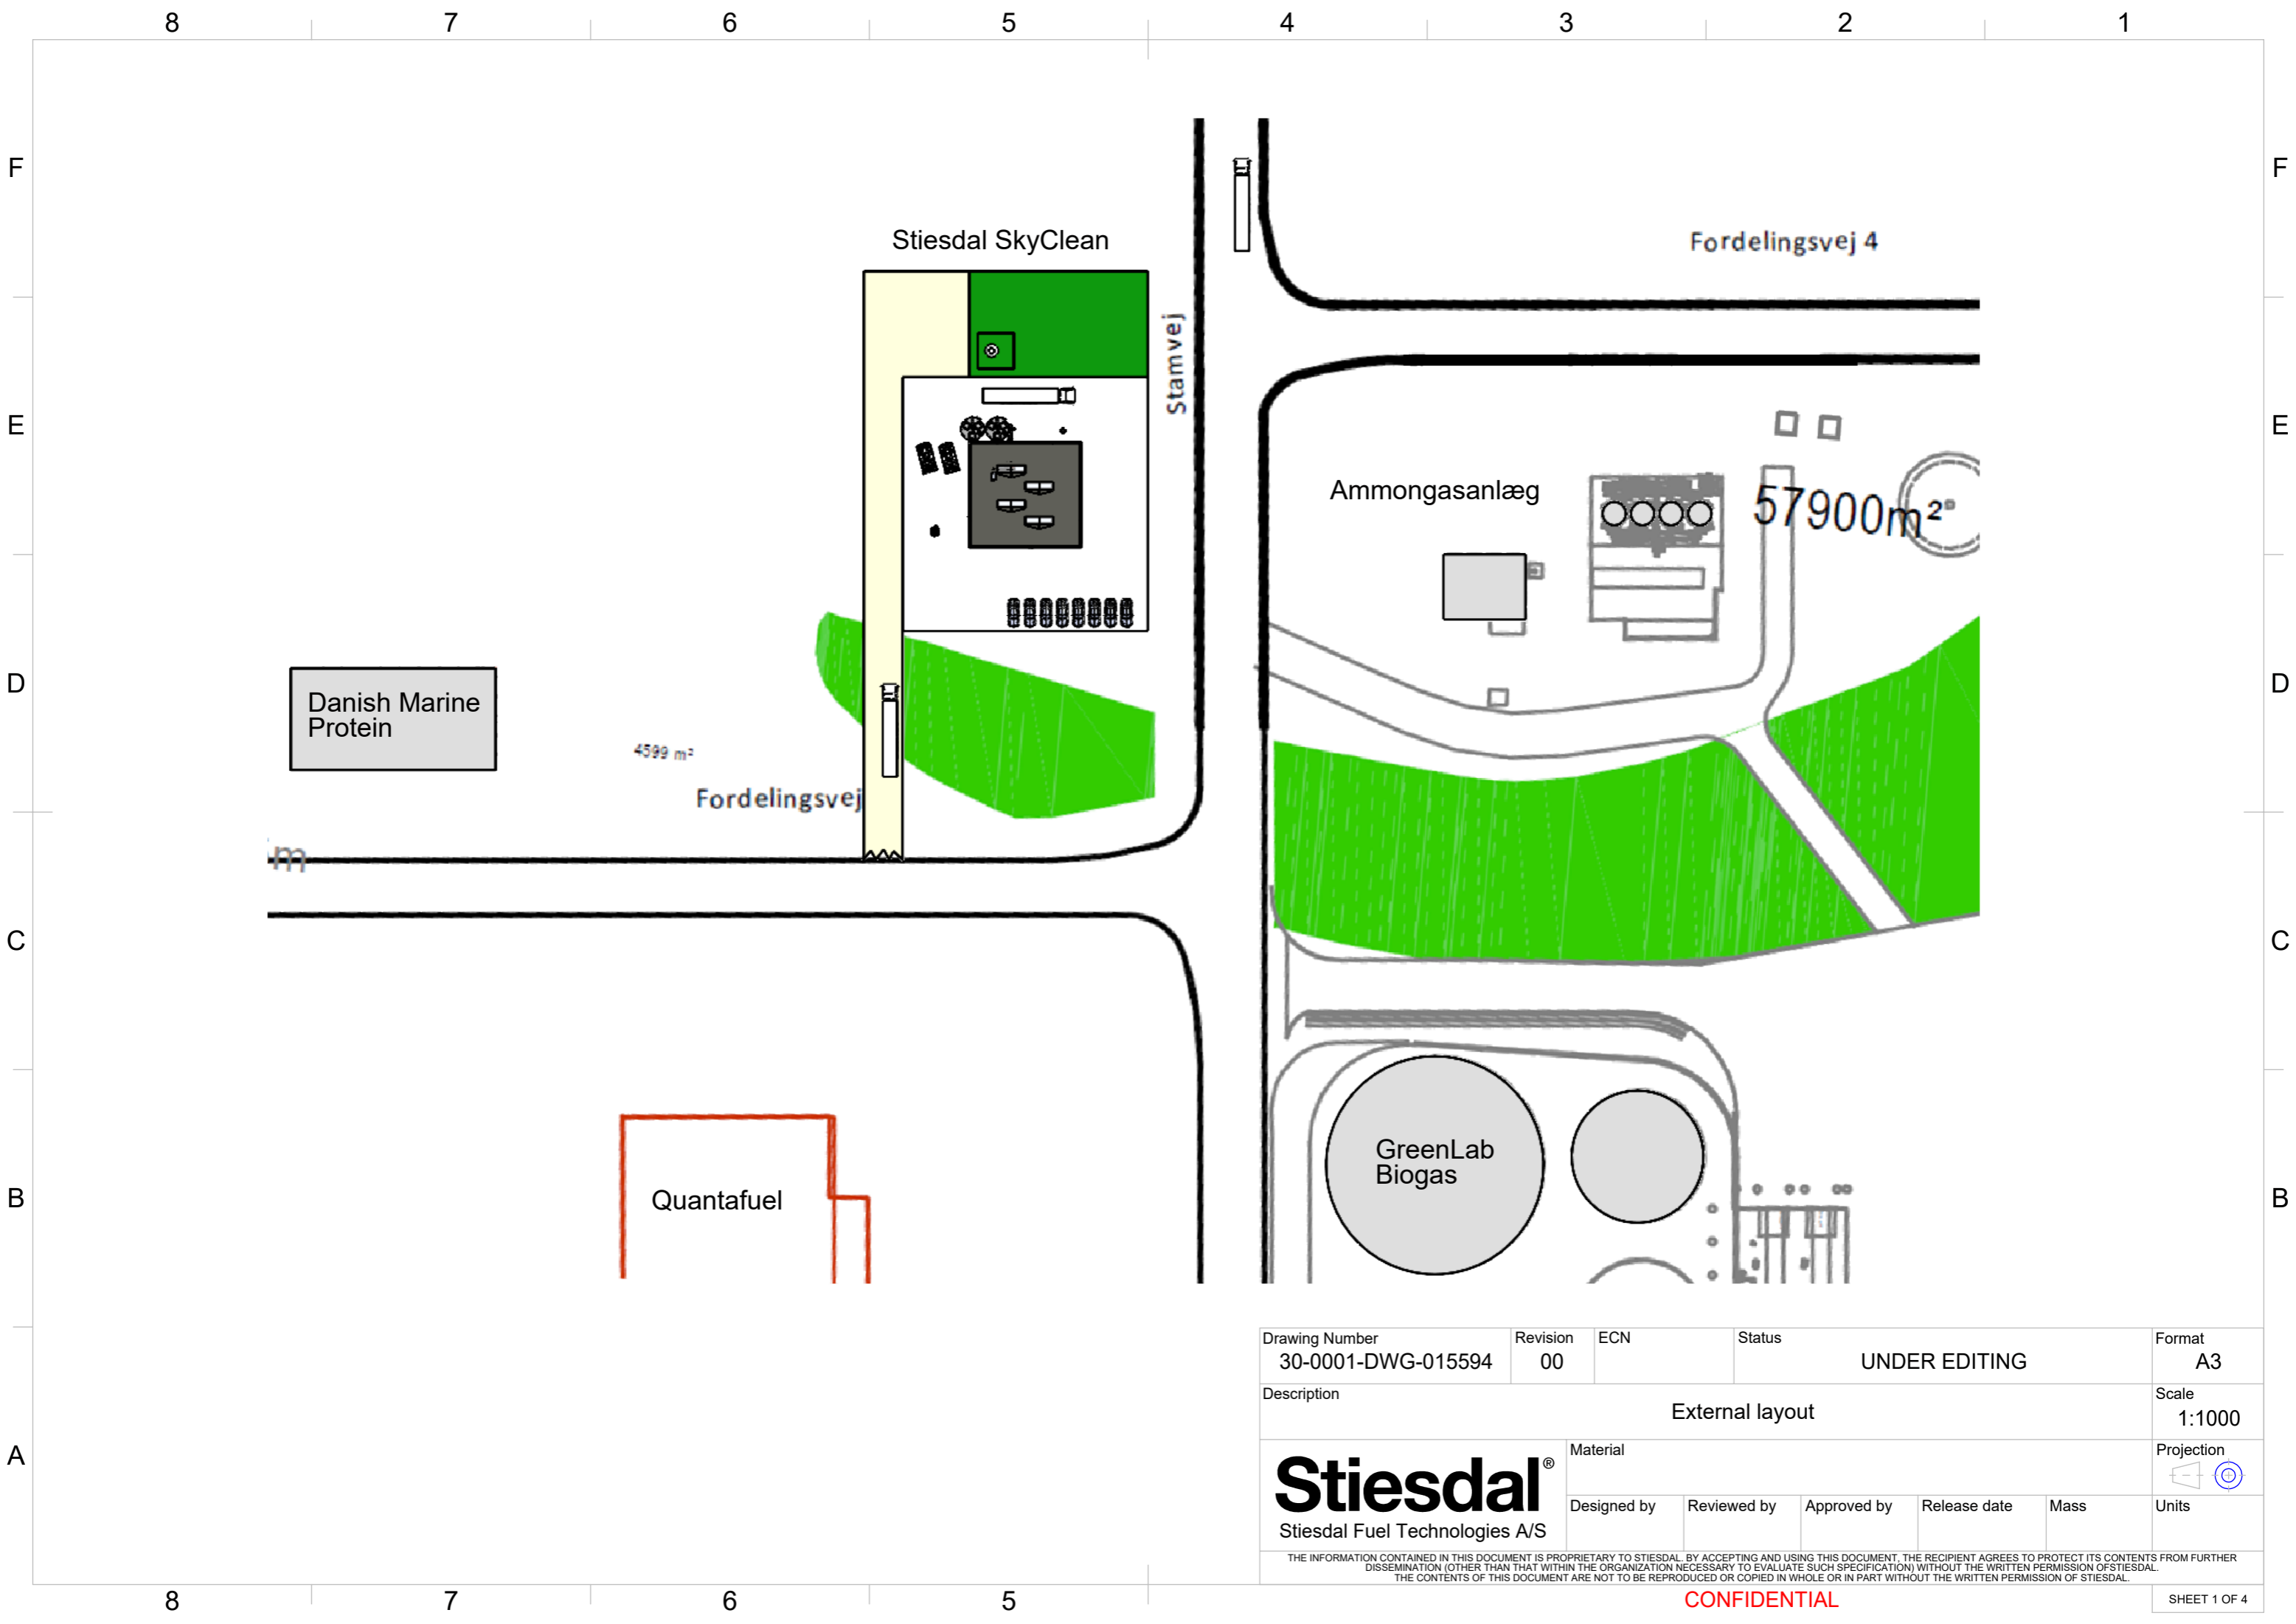 8 7 6 5 4 3 2 1
F F
Stiesdal SkyClean
Fordelingsvej 4
Stamvej
E E
Ammongasanlæg
57900m²
D D
Danish Marine
Protein
4599 m²
Fordelingsvej
m
C C
GreenLab
Biogas
B B
Quantafuel
A A
Drawing Number
30-0001-DWG-015594
Revision
00
ECN
Status
UNDER EDITING
Format
A3
Description
External layout
Scale
1:1000
Stiesdal®
Stiesdal Fuel Technologies A/S
Material
Projection
Designed by
Reviewed by
Approved by
Release date
Mass
Units
THE INFORMATION CONTAINED IN THIS DOCUMENT IS PROPRIETARY TO STIESDAL. BY ACCEPTING AND USING THIS DOCUMENT, THE RECIPIENT AGREES TO PROTECT ITS CONTENTS FROM FURTHER
DISSEMINATION (OTHER THAN THAT WITHIN THE ORGANIZATION NECESSARY TO EVALUATE SUCH SPECIFICATION) WITHOUT THE WRITTEN PERMISSION OFSTIESDAL.
THE CONTENTS OF THIS DOCUMENT ARE NOT TO BE REPRODUCED OR COPIED IN WHOLE OR IN PART WITHOUT THE WRITTEN PERMISSION OF STIESDAL.
8 7 6 5
CONFIDENTIAL
SHEET 1 OF 4